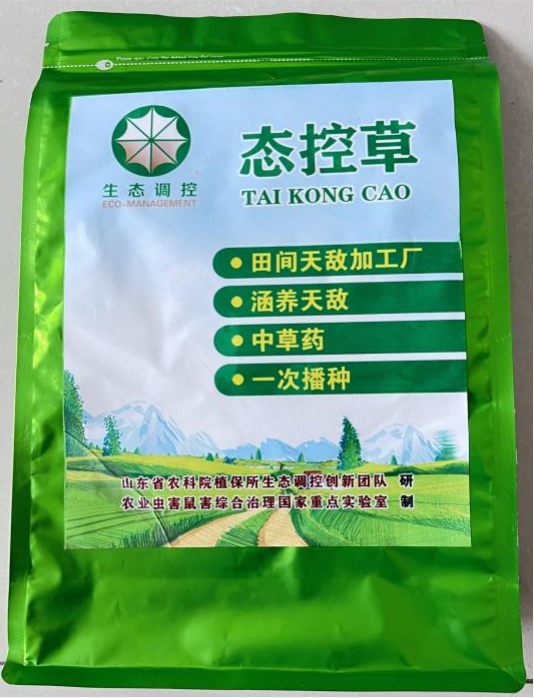 生态调控
ECO-MANAGEMENT
态控草
TAI KONG CAO
田间天敌加工厂
涵养天敌
中草药
一次播种
山东省农科院植保所生态调控创新团队 研
农业虫害鼠害综合治理国家重点实验室 制